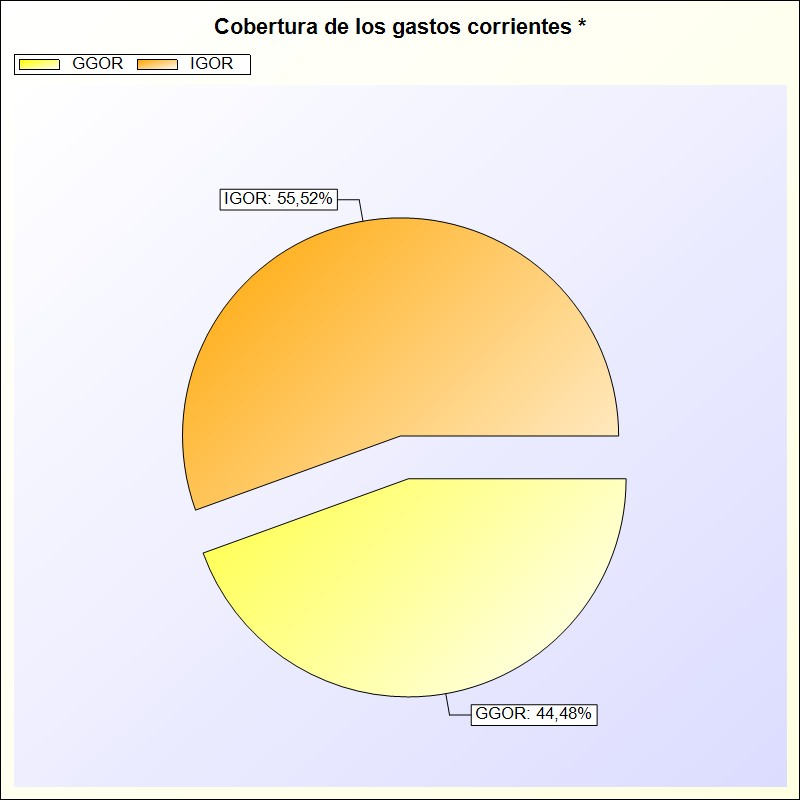 Cobertura de los gastos corrientes *
GGOR IGOR
IGOR: 55,52%
GGOR: 44,48%